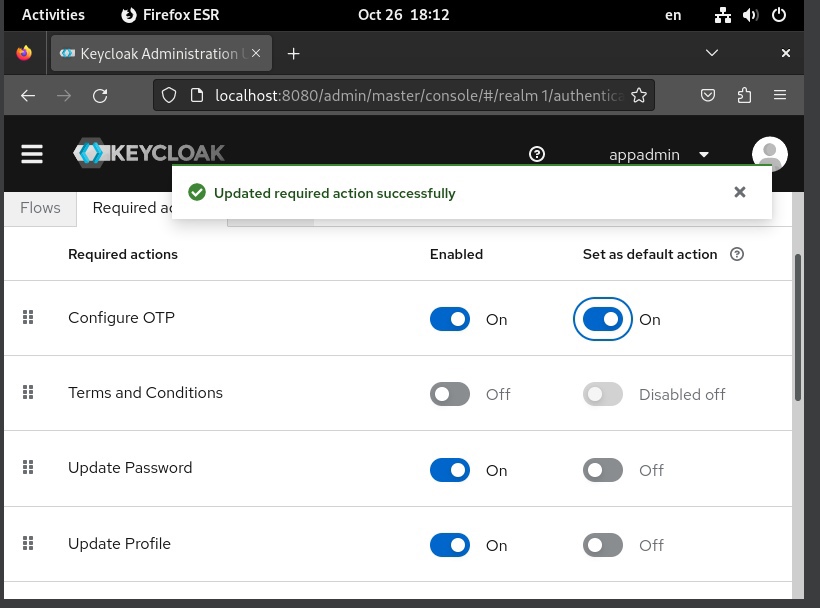 Activities Firefox ESR Oct 26 18:12 en
Keycloak Administration U
localhost:8080/admin/master/console/#/realm 1/authentica
KEYCLOAK appadmin
Updated required action successfully
Flows Required ac
Required actions Enabled Set as default action
Configure OTP On On
Terms and Conditions Off Disabled off
Update Password On Off
Update Profile On Off